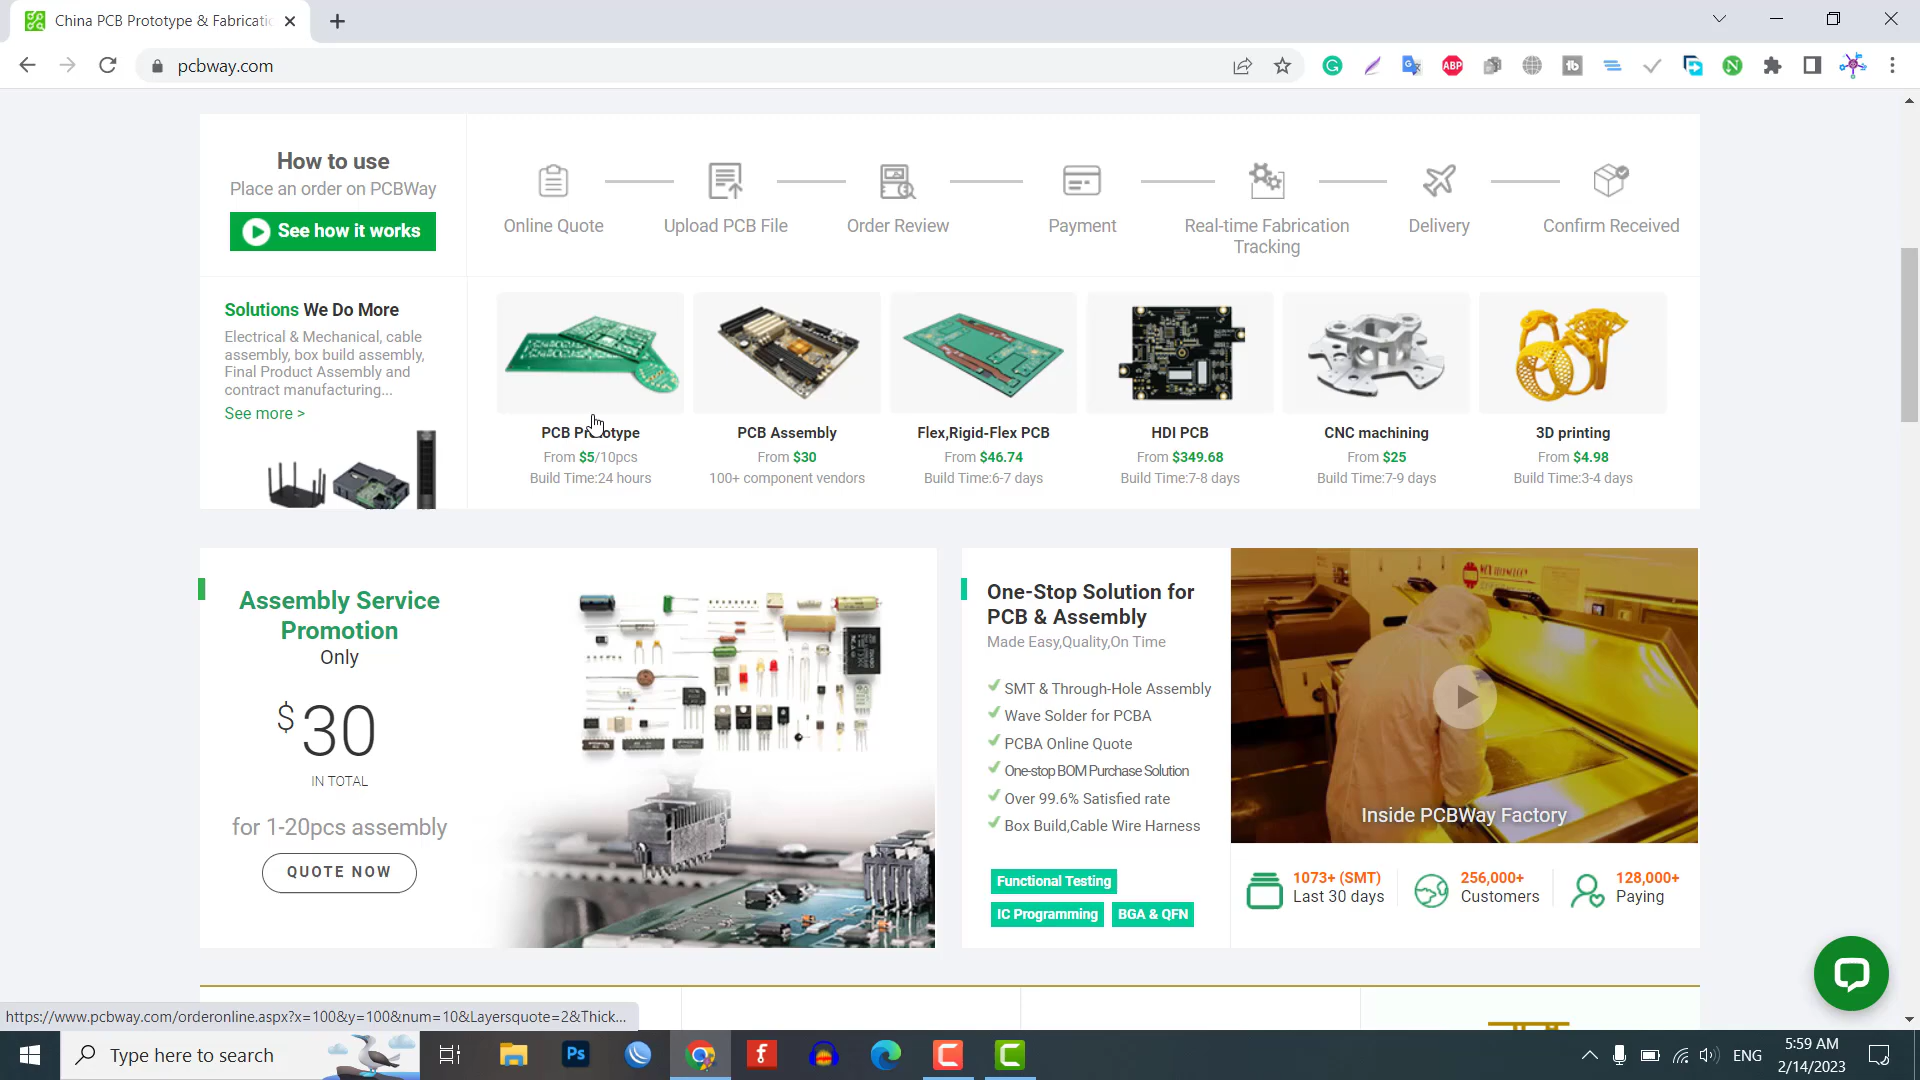 China PCB Prototype & Fabricatio
pcbway.com
ABP
How to use
Place an order on PCBWay
See how it works
Online Quote
Upload PCB File
Order Review
Payment
Real-time Fabrication
Tracking
Delivery
Confirm Received
Solutions We Do More
Electrical & Mechanical, cable
assembly, box build assembly,
Final Product Assembly and
contract manufacturing...
See more >
PCB Prototype
From $5/10pcs
Build Time:24 hours
PCB Assembly
From $30
100+ component vendors
Flex,Rigid-Flex PCB
From $46.74
Build Time:6-7 days
HDI PCB
From $349.68
Build Time:7-8 days
CNC machining
From $25
Build Time:7-9 days
3D printing
From $4.98
Build Time:3-4 days
Assembly Service
Promotion
Only
$30
IN TOTAL
for 1-20pcs assembly
QUOTE NOW
One-Stop Solution for
PCB & Assembly
Made Easy,Quality,On Time
SMT & Through-Hole Assembly
Wave Solder for PCBA
PCBA Online Quote
One-stop BOM Purchase Solution
Over 99.6% Satisfied rate
Box Build,Cable Wire Harness
Functional Testing
IC Programming
BGA & QFN
Inside PCBWay Factory
1073+ (SMT)
Last 30 days
256,000+
Customers
128,000+
Paying
https://www.pcbway.com/orderonline.aspx?x=100&y=100&num=10&Layersquote=2&Thick...
Type here to search
Ps
ENG
5:59 AM
2/14/2023